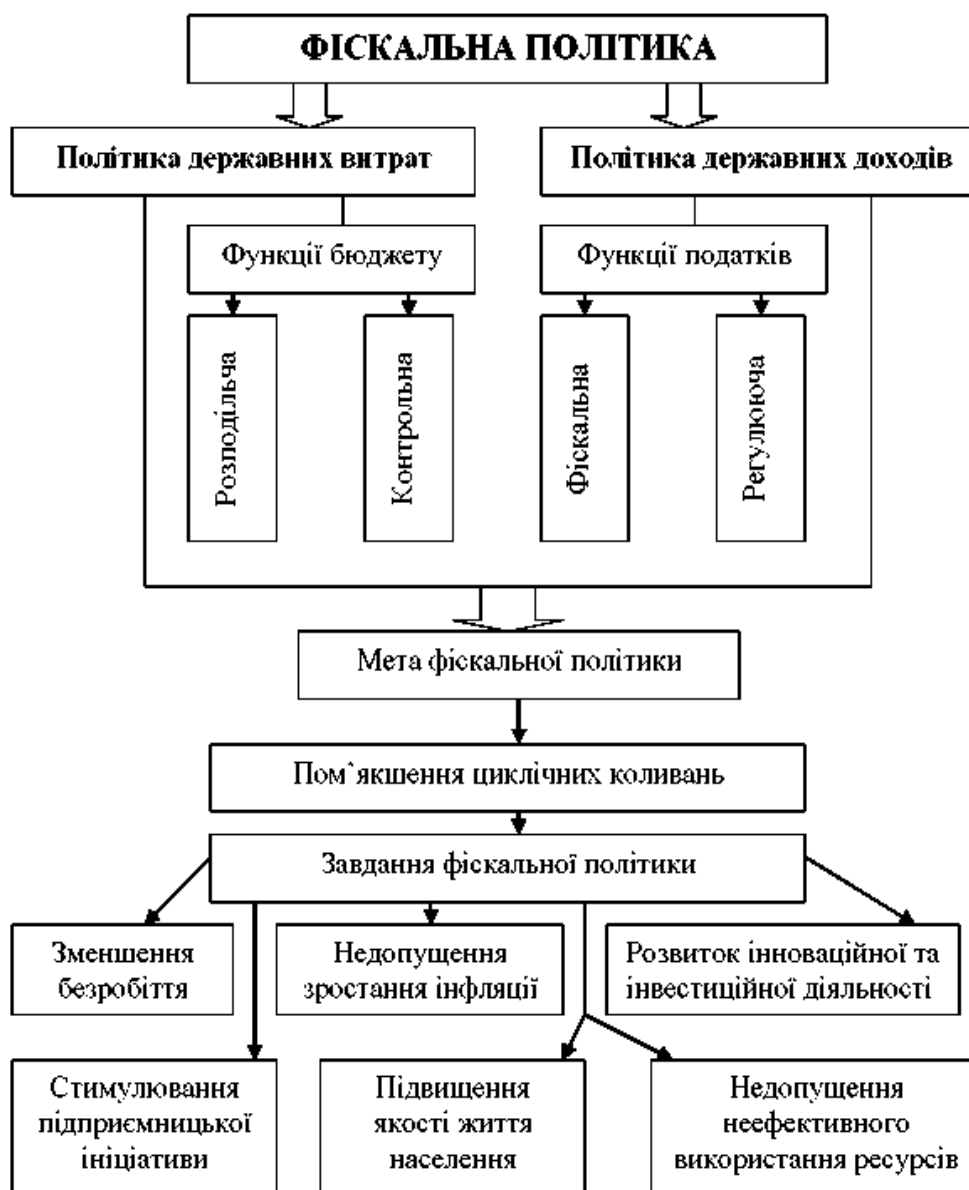 ФІСКАЛЬНА ПОЛІТИКА
Політика державних витрат
Політика державних доходів
Функції бюджету
Функції податків
Розподільча
Контрольна
Фіскальна
Регулююча
Мета фіскальної політики
Пом`якшення циклічних коливань
Завдання фіскальної політики
Зменшення
безробіття
Недопущення
зростання інфляції
Розвиток інноваційної та
інвестиційної діяльності
Стимулювання
підприємницької
ініціативи
Підвищення
якості життя
населення
Недопущення
неефективного
використання ресурсів